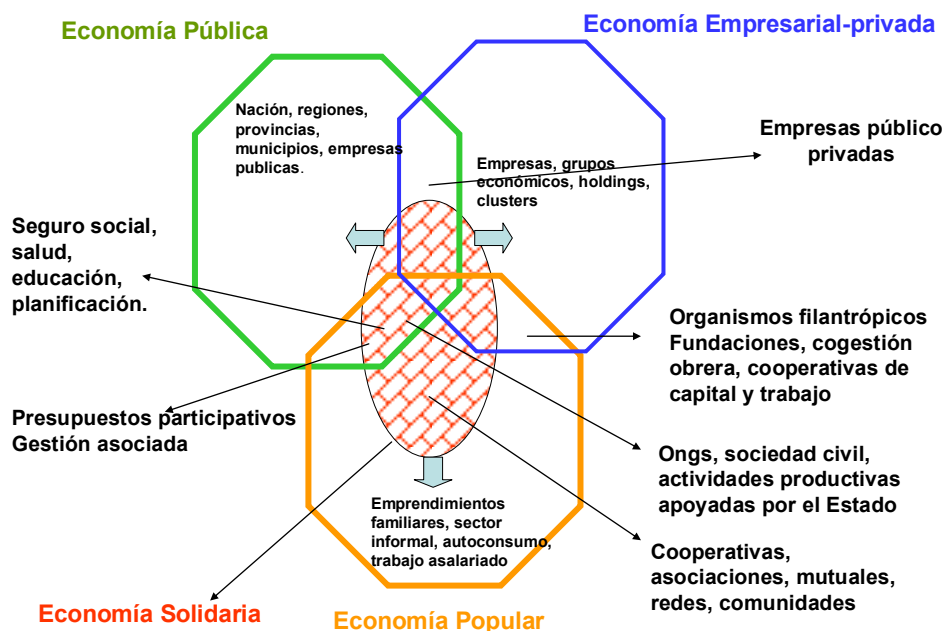 Economía Pública
Economía Empresarial-privada
Nación, regiones,
provincias,
municipios, empresas
publicas.
Empresas, grupos
económicos, holdings,
clusters
Empresas público
privadas
Seguro social,
salud,
educación,
planificación.
Organismos filantrópicos
Fundaciones, cogestión
obrera, cooperativas de
capital y trabajo
Presupuestos participativos
Gestión asociada
Ongs, sociedad civil,
actividades productivas
apoyadas por el Estado
Emprendimientos
familiares, sector
informal, autoconsumo,
trabajo asalariado
Cooperativas,
asociaciones, mutuales,
redes, comunidades
Economía Solidaria
Economía Popular